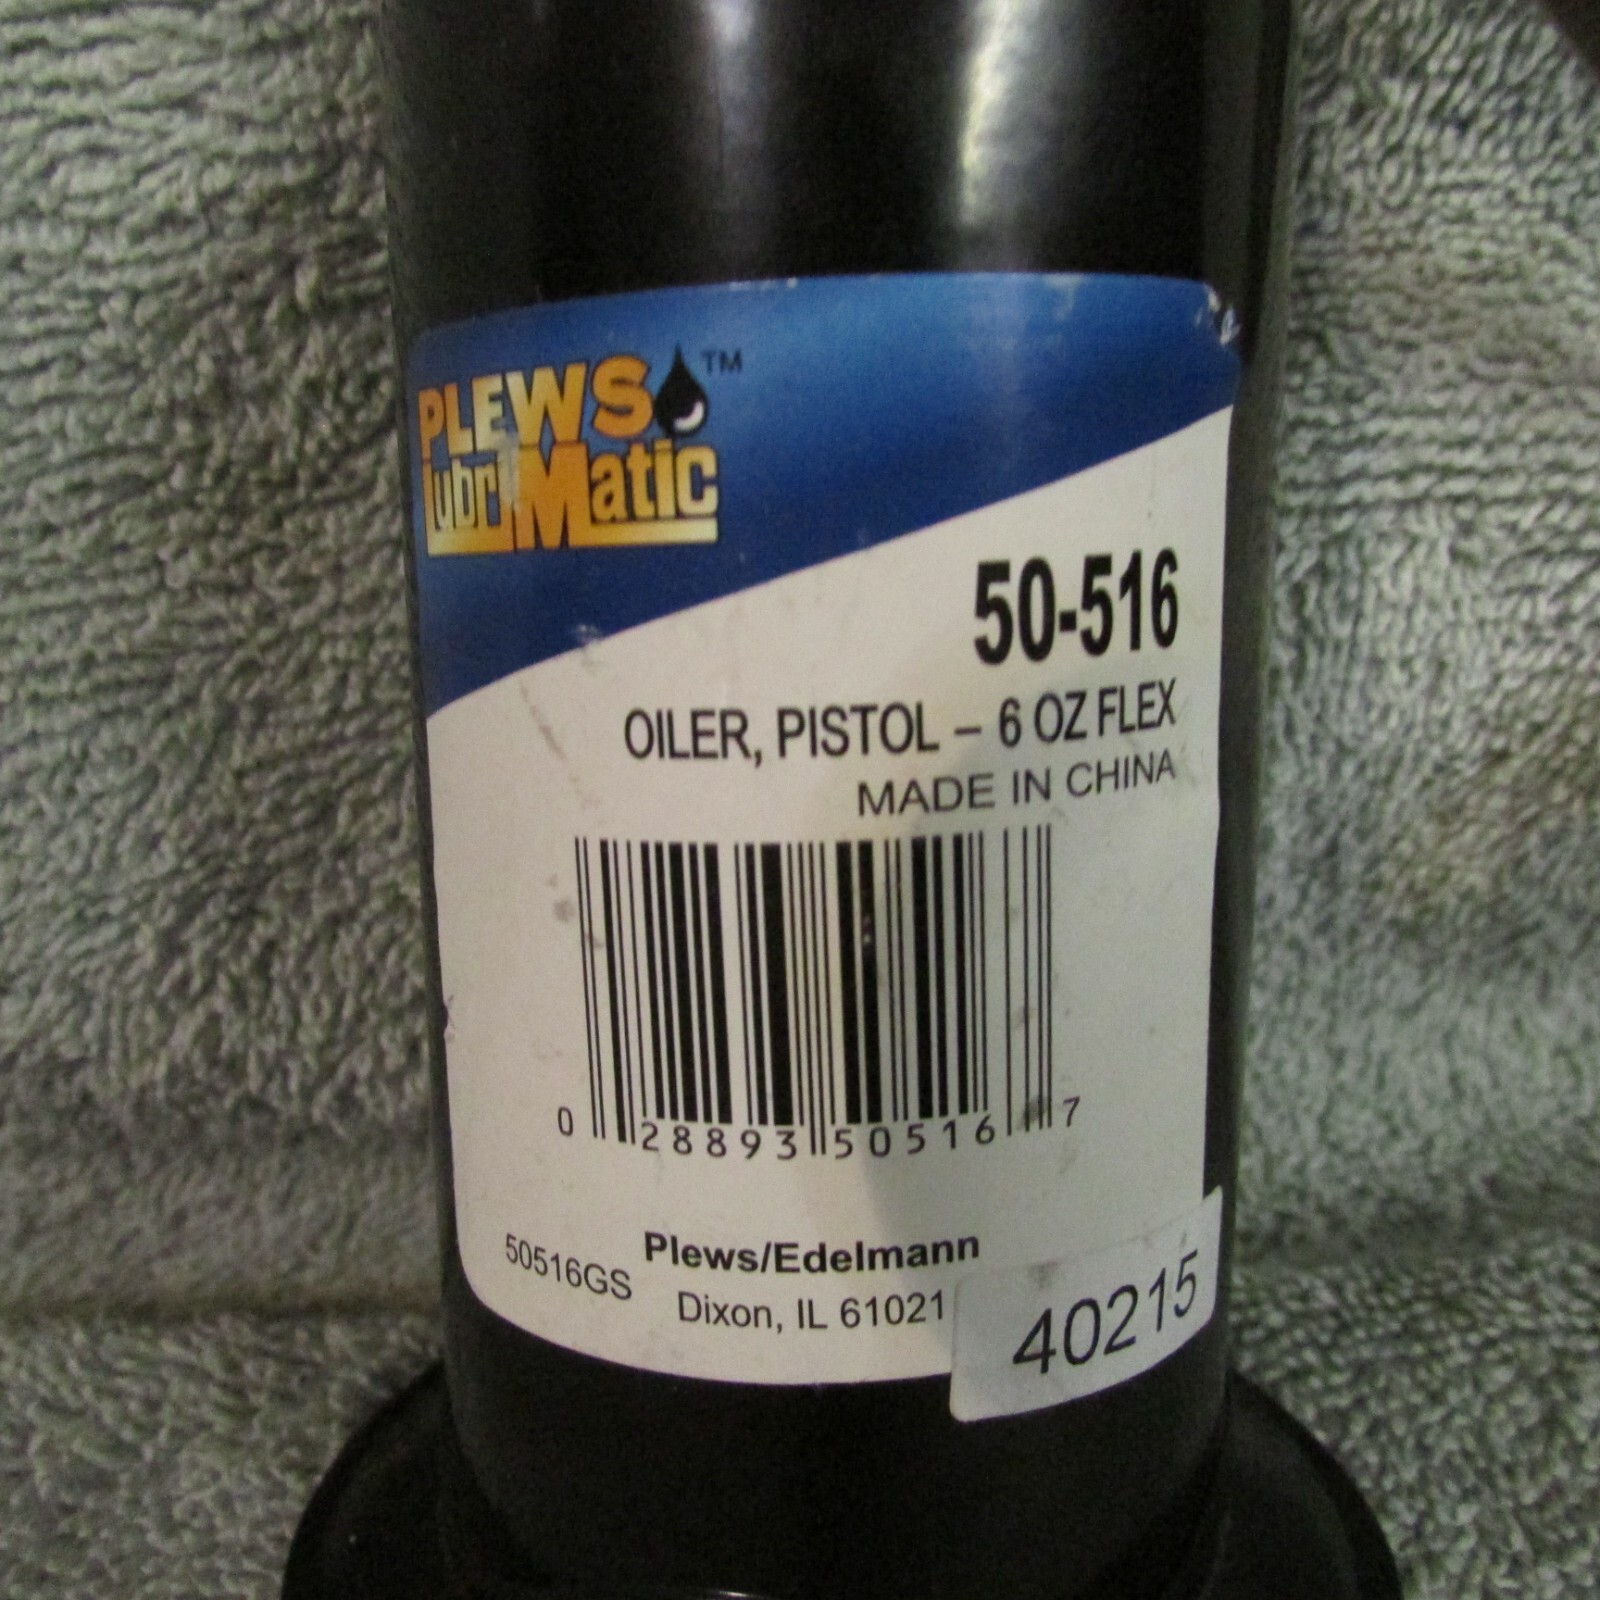 PLEWS™
LubriMatic
50-516
OILER, PISTOL – 6 OZ FLEX
MADE IN CHINA
0 28893 50516 7
50516GS
Plews/Edelmann
Dixon, IL 61021
40215